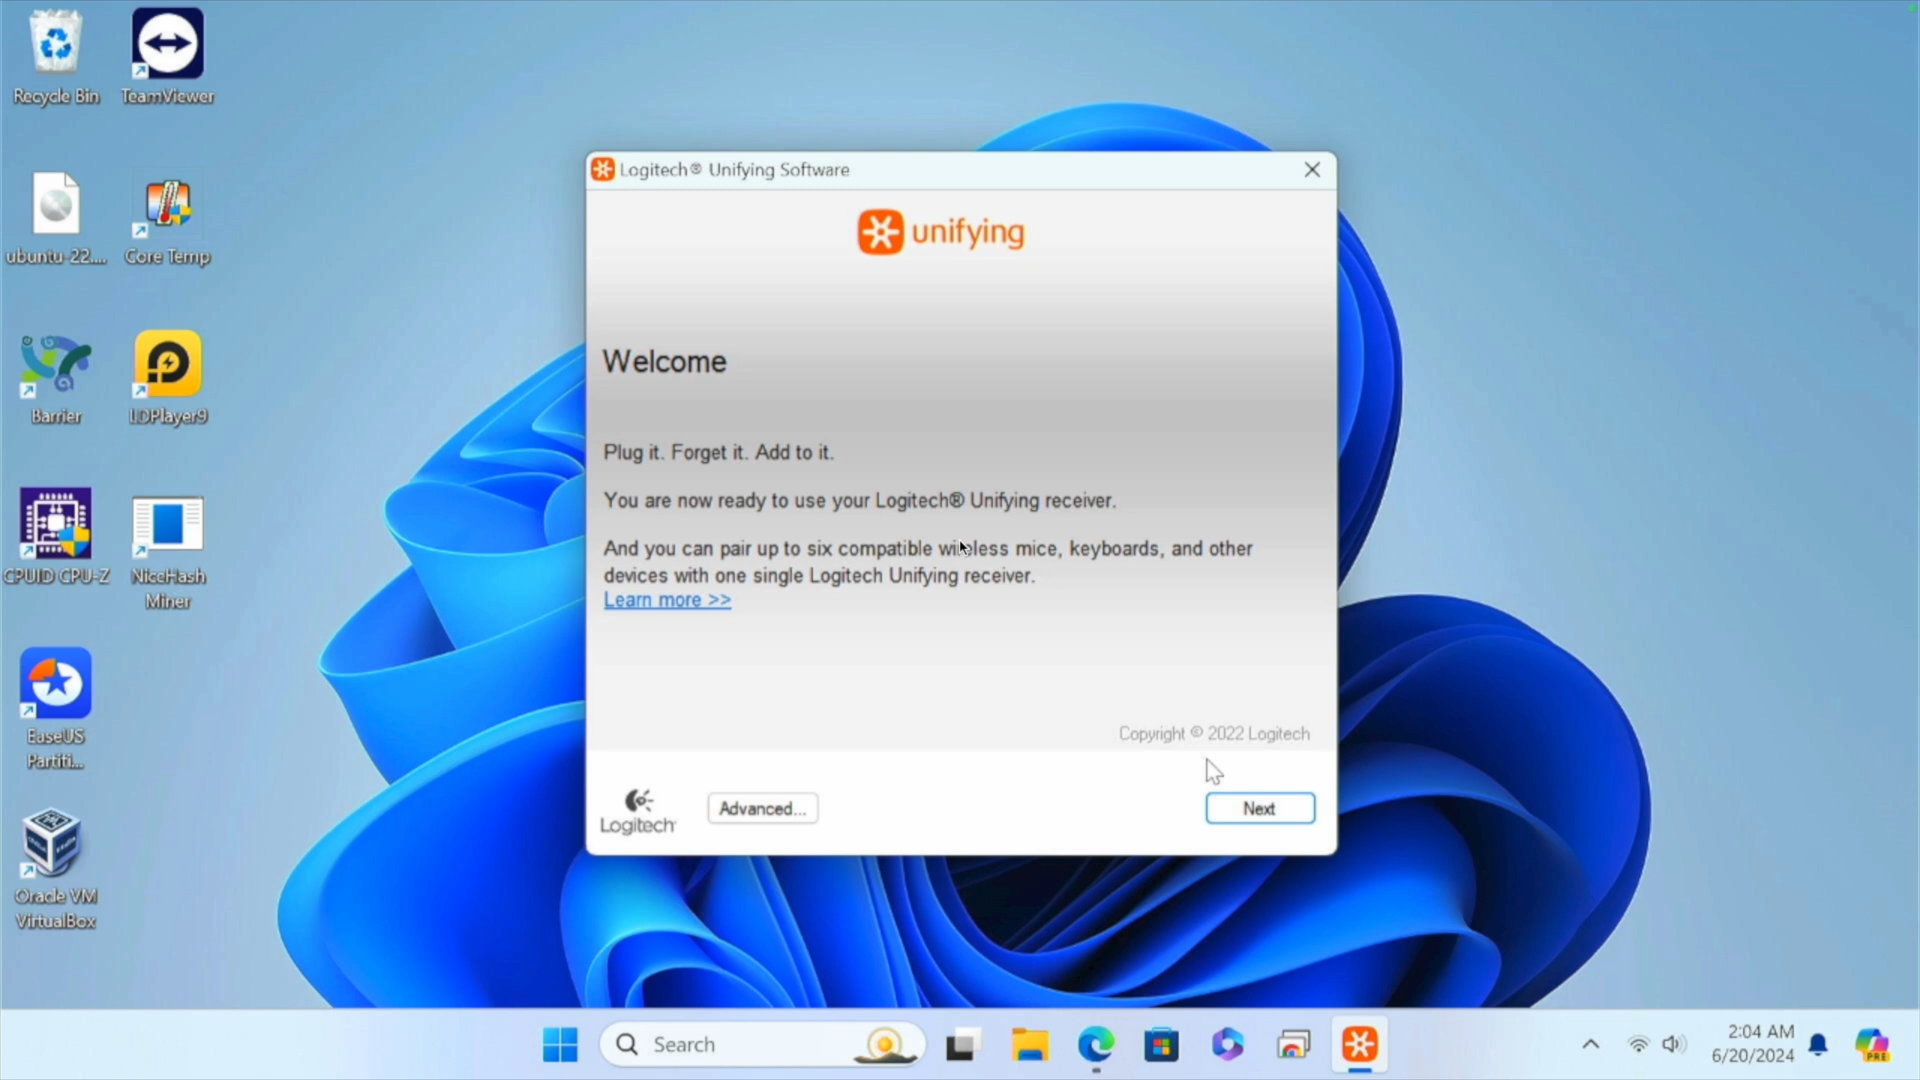 Recycle Bin
TeamViewer
ubuntu-22....
Core Temp
Barrier
LDPlayer9
CPUID CPU-Z
NiceHash
Miner
EaseUS
Partiti...
Oracle VM
VirtualBox
Logitech® Unifying Software
unifying
Welcome
Plug it. Forget it. Add to it.
You are now ready to use your Logitech® Unifying receiver.
And you can pair up to six compatible wireless mice, keyboards, and other
devices with one single Logitech Unifying receiver.
Learn more >>
Copyright © 2022 Logitech
Logitech
Advanced...
Next
Search
2:04 AM
6/20/2024
PRE